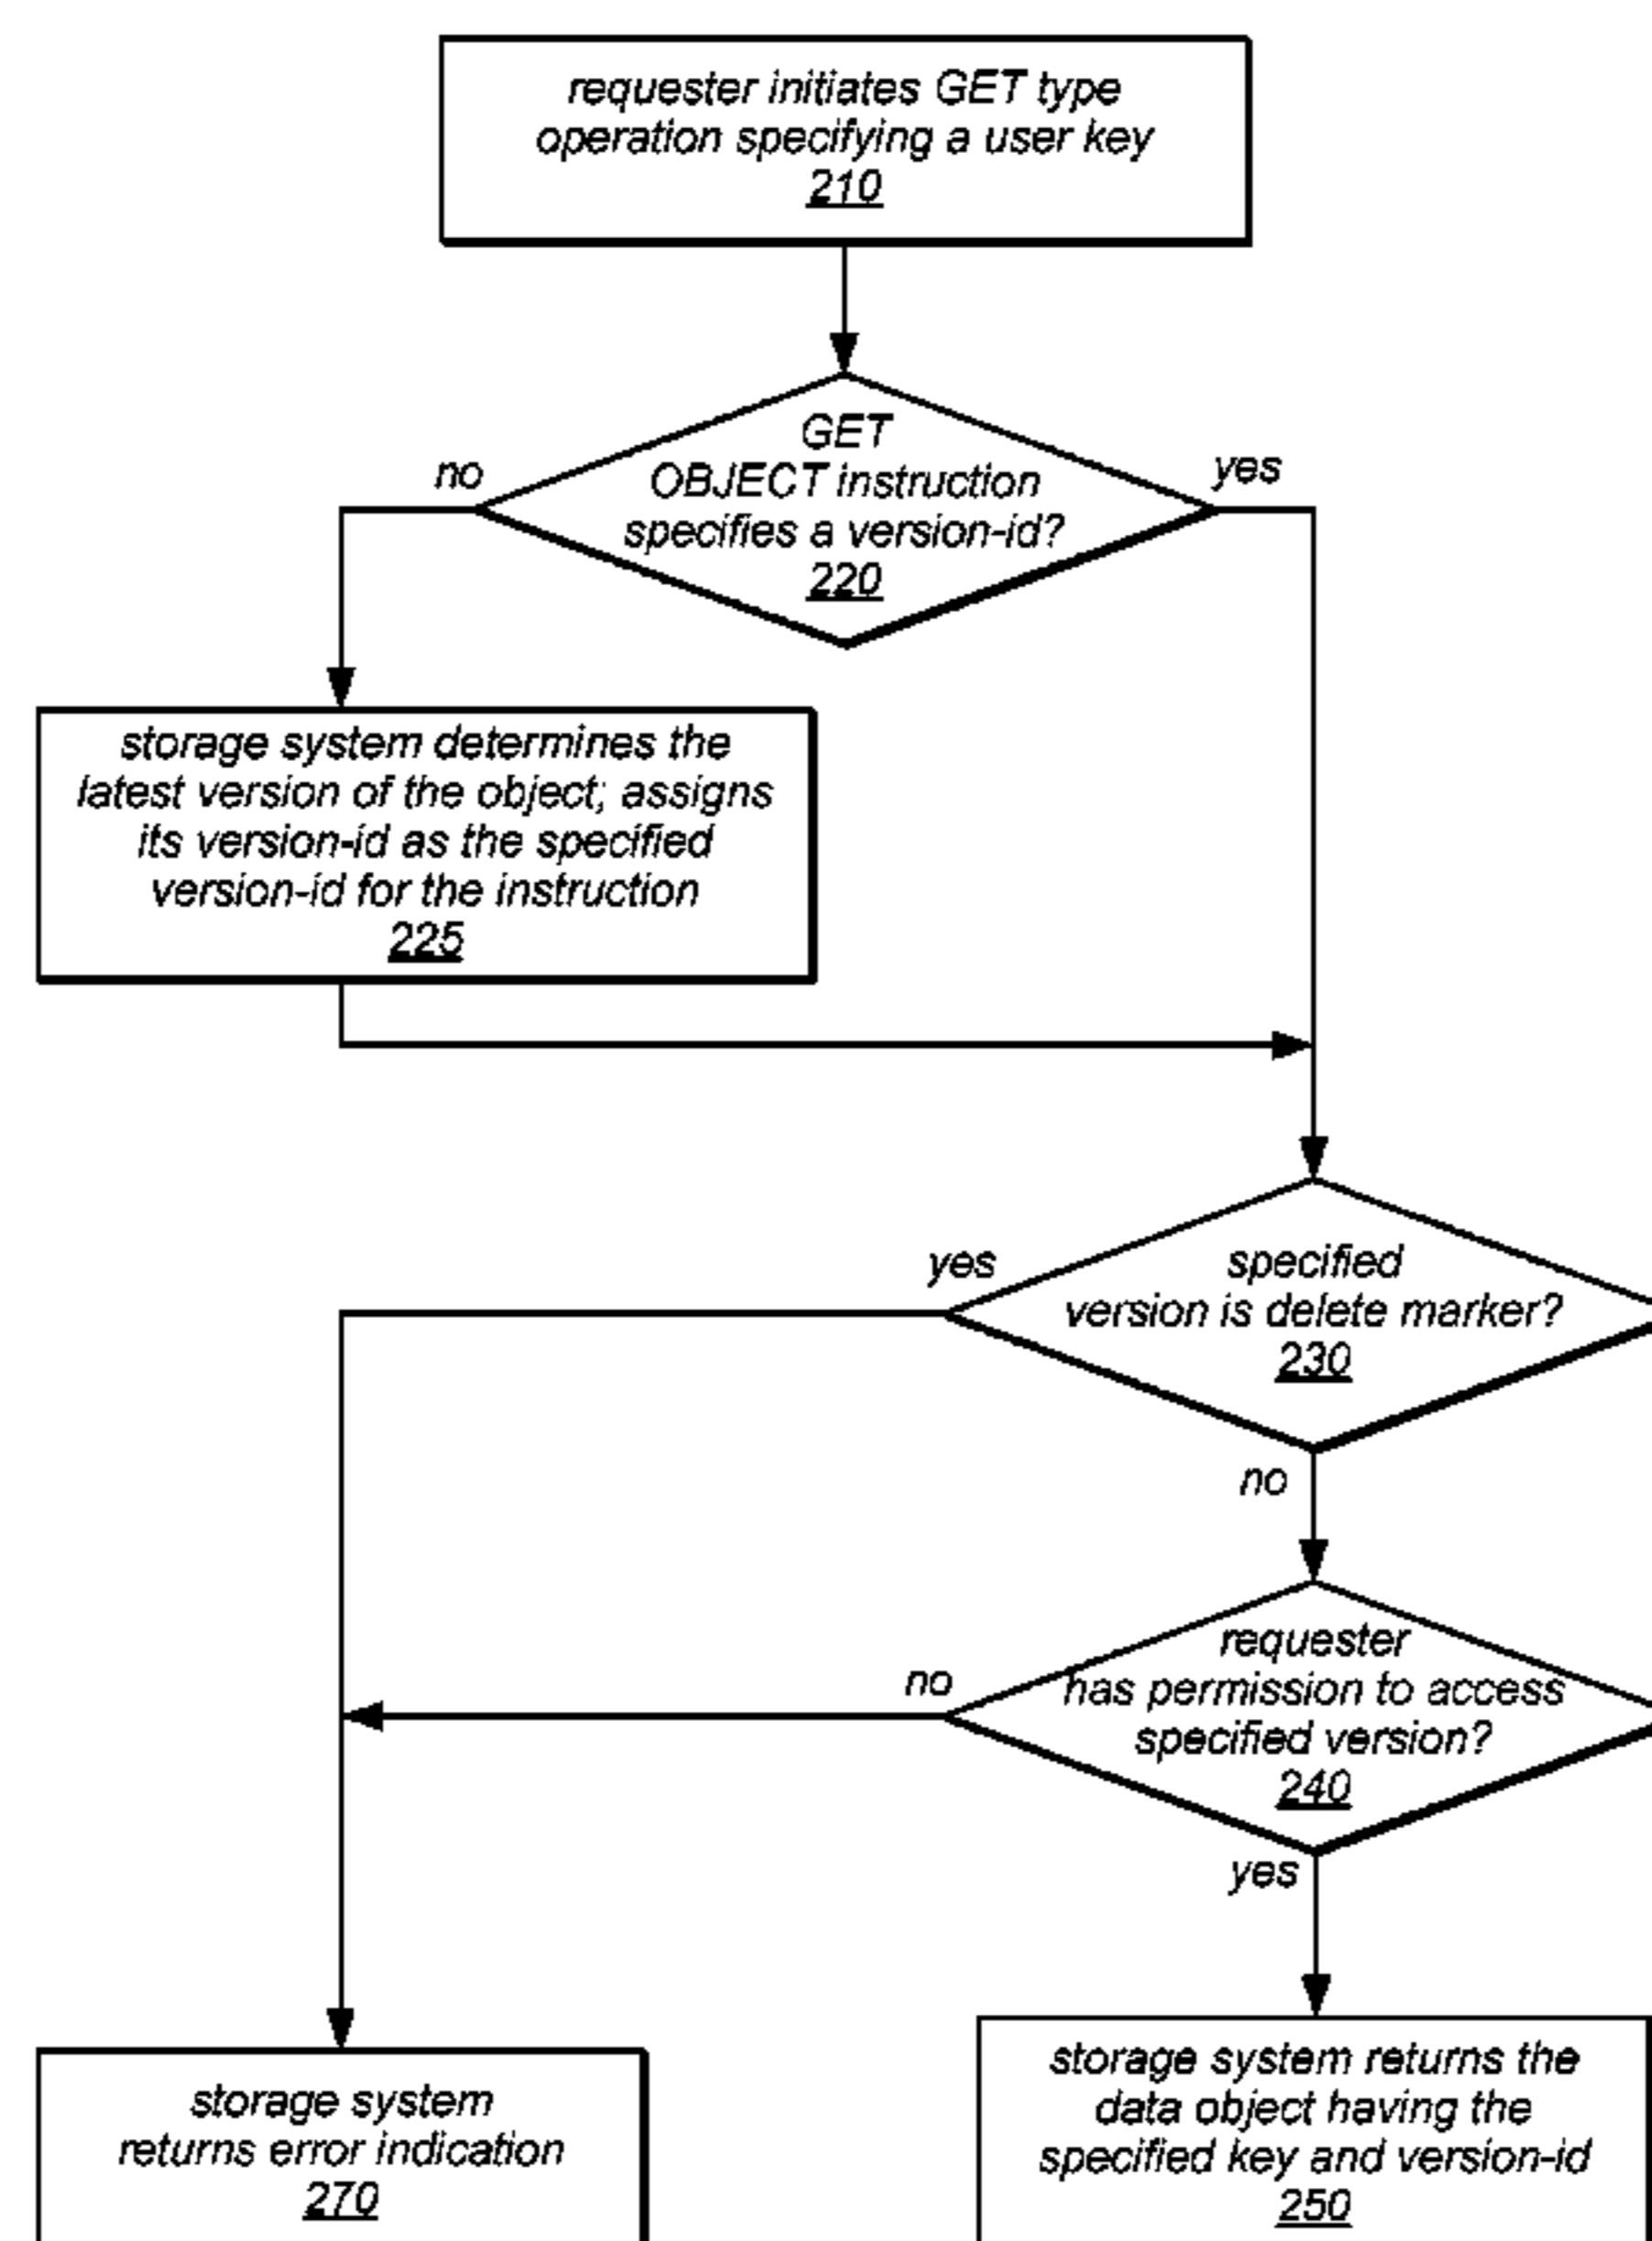 requester initiates GET type
operation specifying a user key
210
GET
OBJECT instruction
specifies a version-id?
220
no
yes
storage system determines the
latest version of the object; assigns
its version-id as the specified
version-id for the instruction
225
specified
version is delete marker?
230
yes
no
requester
has permission to access
specified version?
240
no
yes
storage system
returns error indication
270
storage system returns the
data object having the
specified key and version-id
250